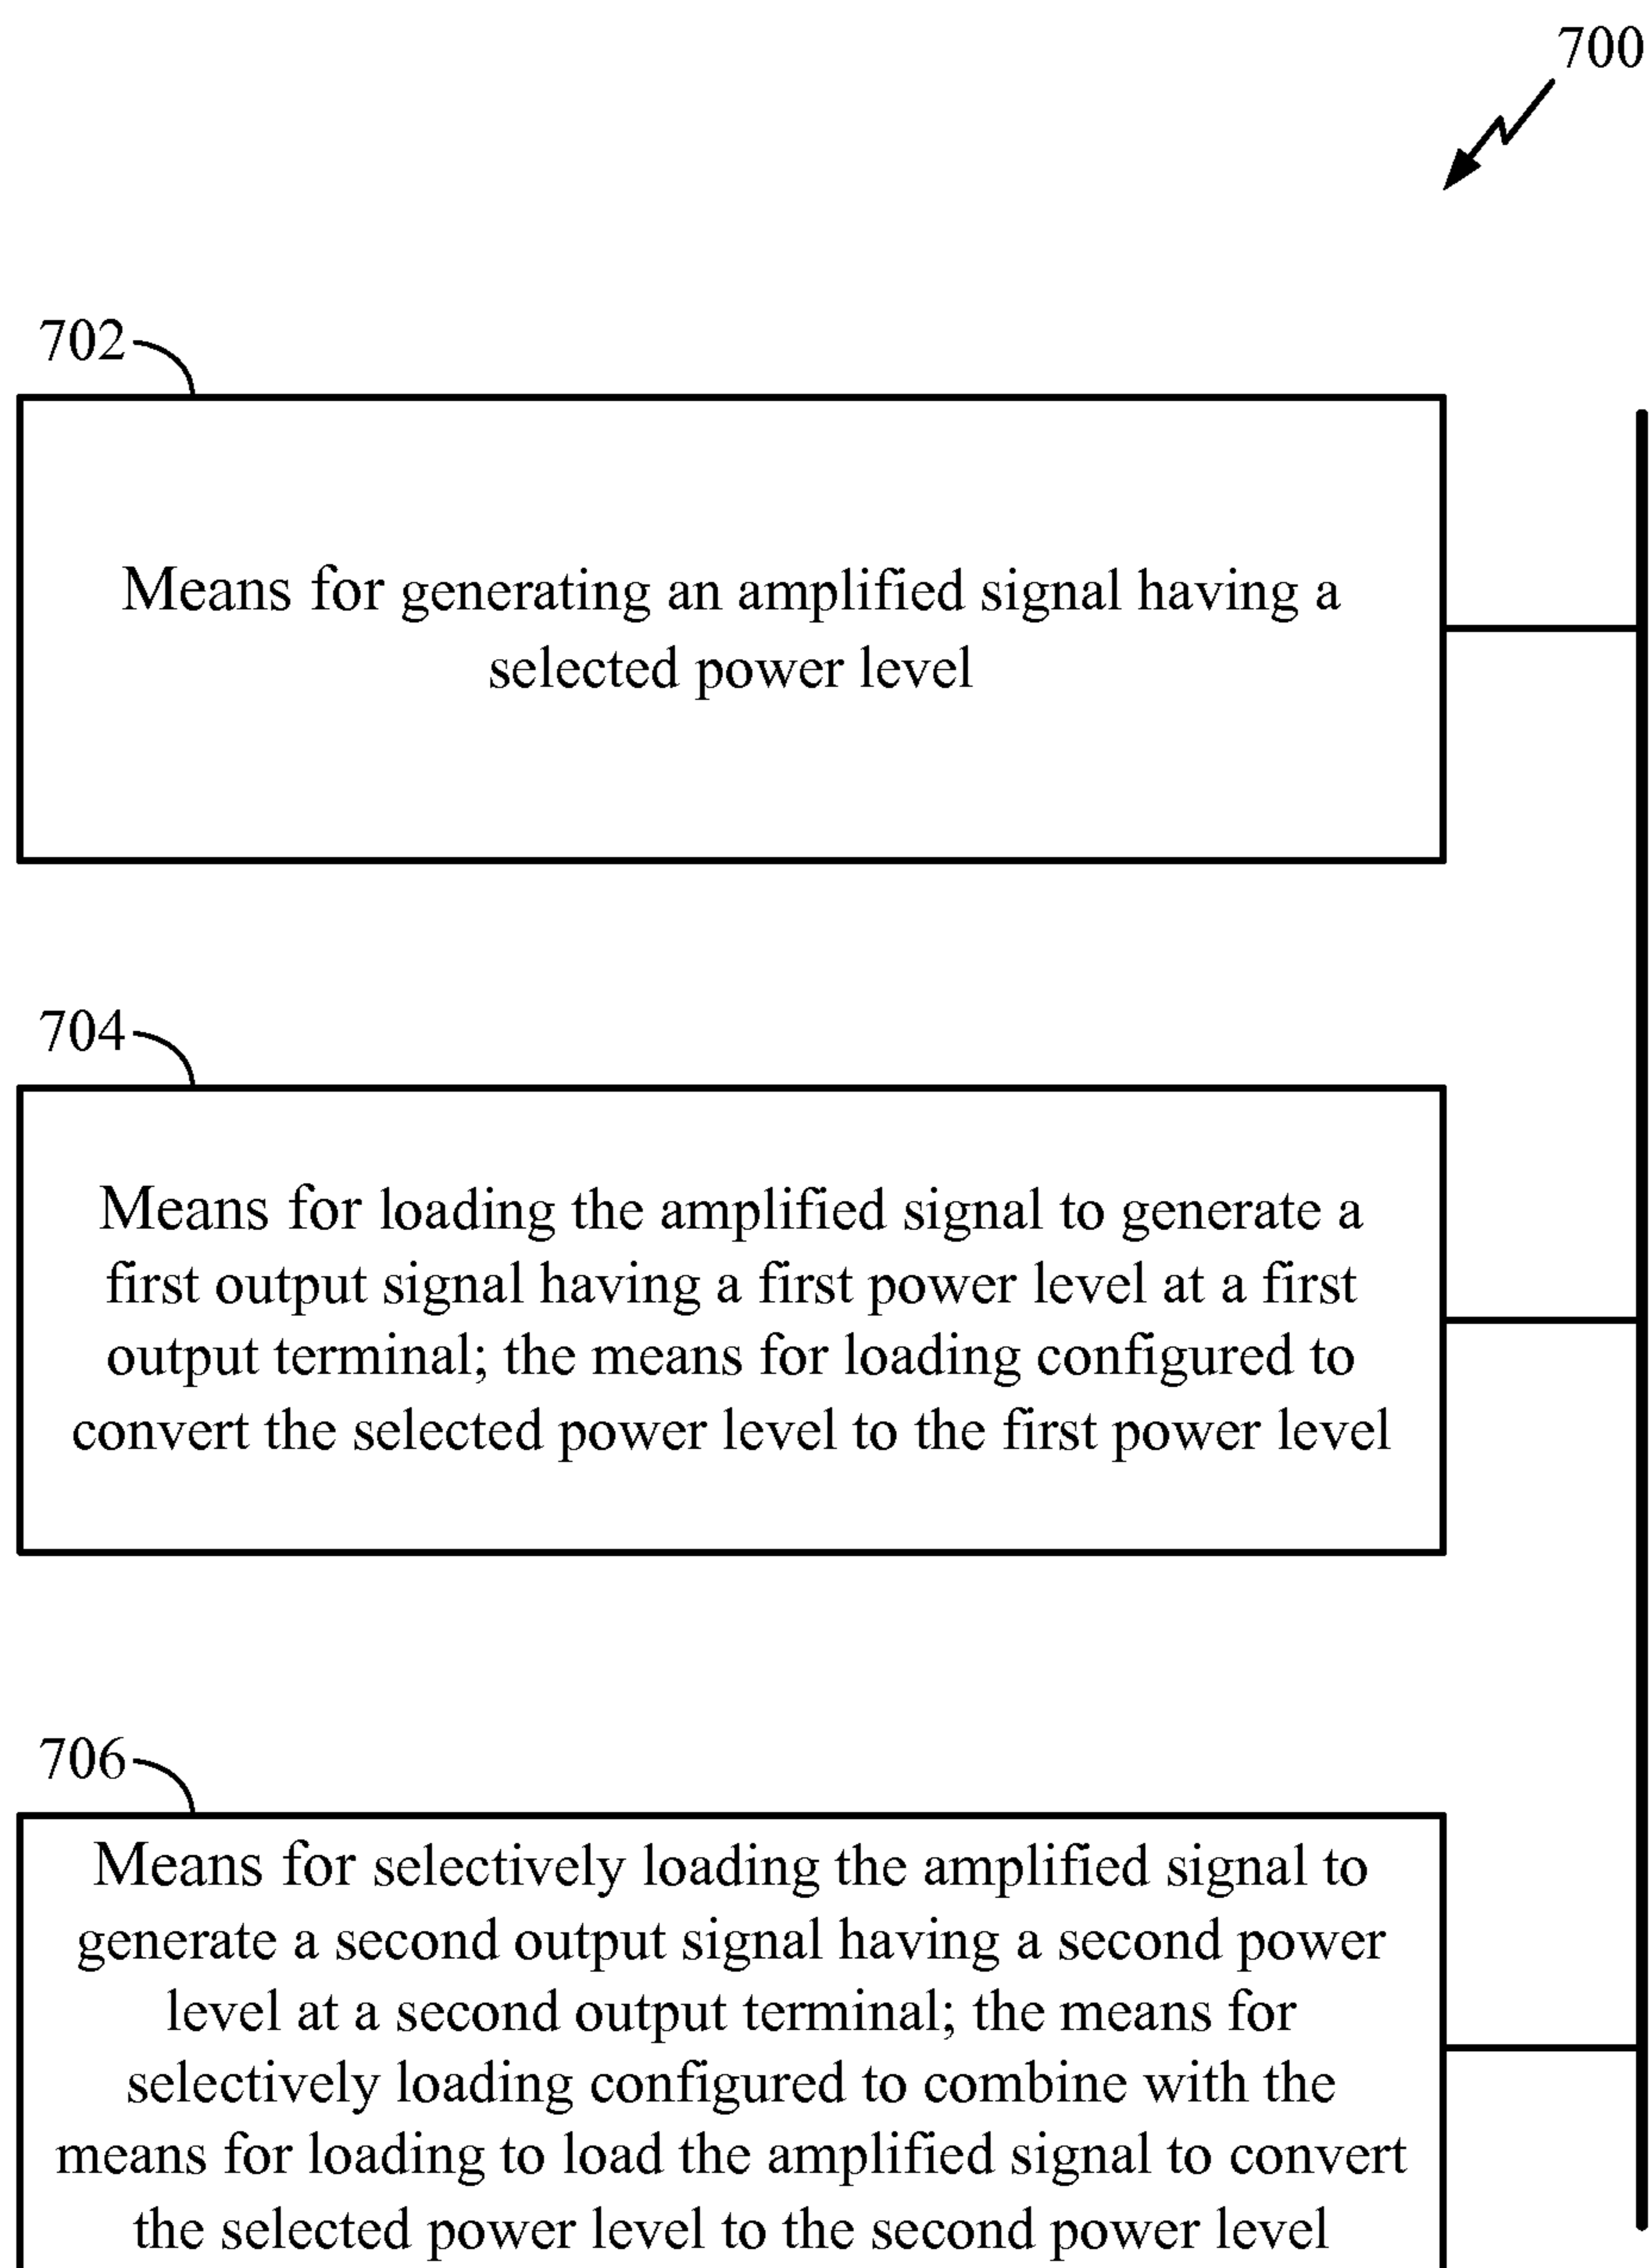 700
702
Means for generating an amplified signal having a
selected power level
704
Means for loading the amplified signal to generate a
first output signal having a first power level at a first
output terminal; the means for loading configured to
convert the selected power level to the first power level
706
Means for selectively loading the amplified signal to
generate a second output signal having a second power
level at a second output terminal; the means for
selectively loading configured to combine with the
means for loading to load the amplified signal to convert
the selected power level to the second power level